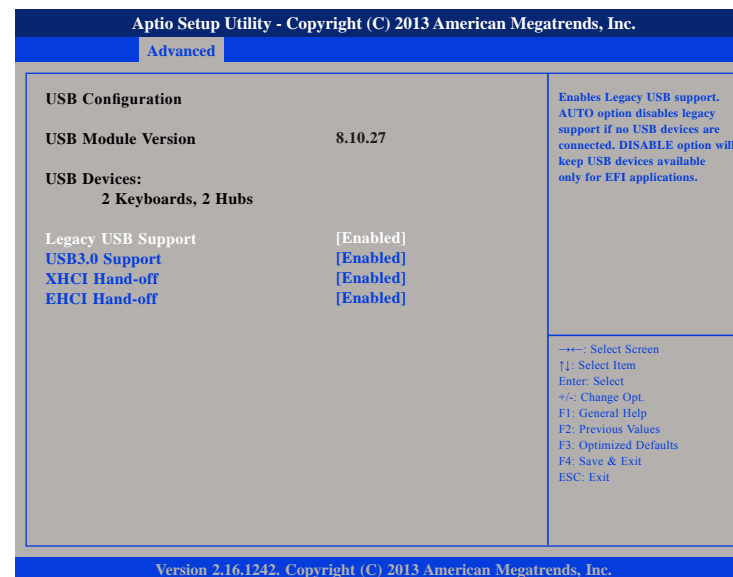 Aptio Setup Utility - Copyright (C) 2013 American Megatrends, Inc.
Advanced
USB Configuration
USB Module Version 8.10.27
USB Devices:
2 Keyboards, 2 Hubs
Legacy USB Support [Enabled]
USB3.0 Support [Enabled]
XHCI Hand-off [Enabled]
EHCI Hand-off [Enabled]
Enables Legacy USB support.
AUTO option disables legacy
support if no USB devices are
connected. DISABLE option will
keep USB devices available
only for EFI applications.
→←: Select Screen
↑↓: Select Item
Enter: Select
+/-: Change Opt.
F1: General Help
F2: Previous Values
F3: Optimized Defaults
F4: Save & Exit
ESC: Exit
Version 2.16.1242. Copyright (C) 2013 American Megatrends, Inc.